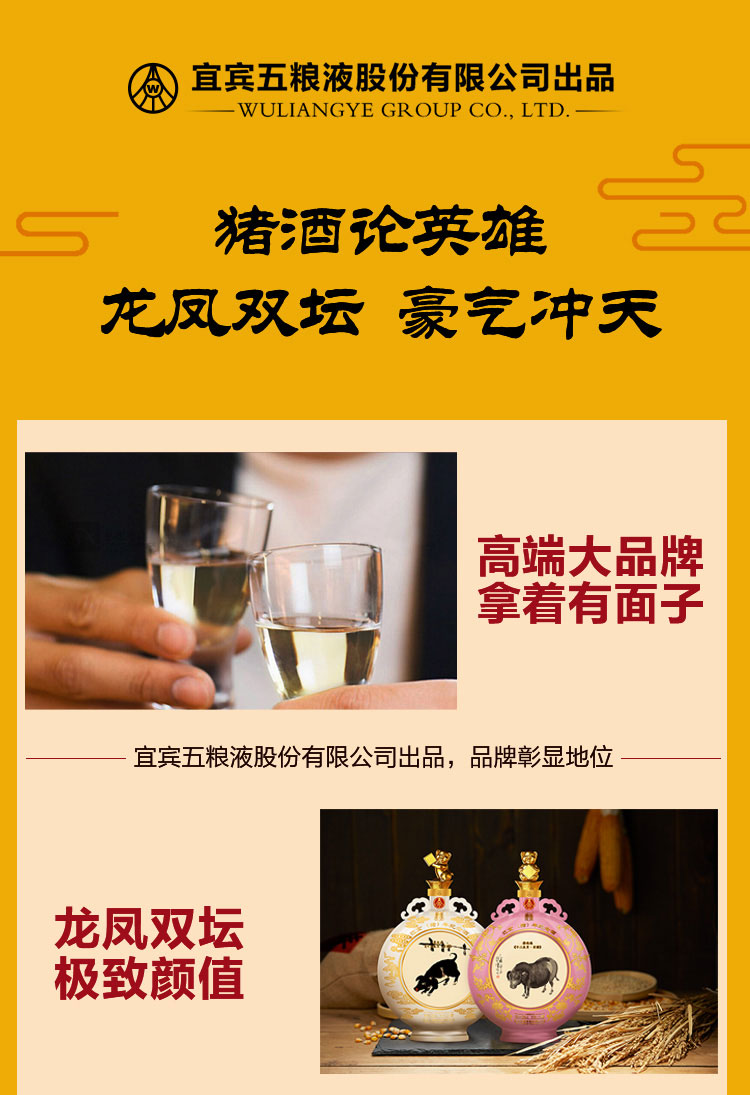 宜宾五粮液股份有限公司出品
WULIANGYE GROUP CO., LTD.
猪酒论英雄
龙凤双坛 豪气冲天
高端大品牌
拿着有面子
宜宾五粮液股份有限公司出品，品牌彰显地位
龙凤双坛
极致颜值